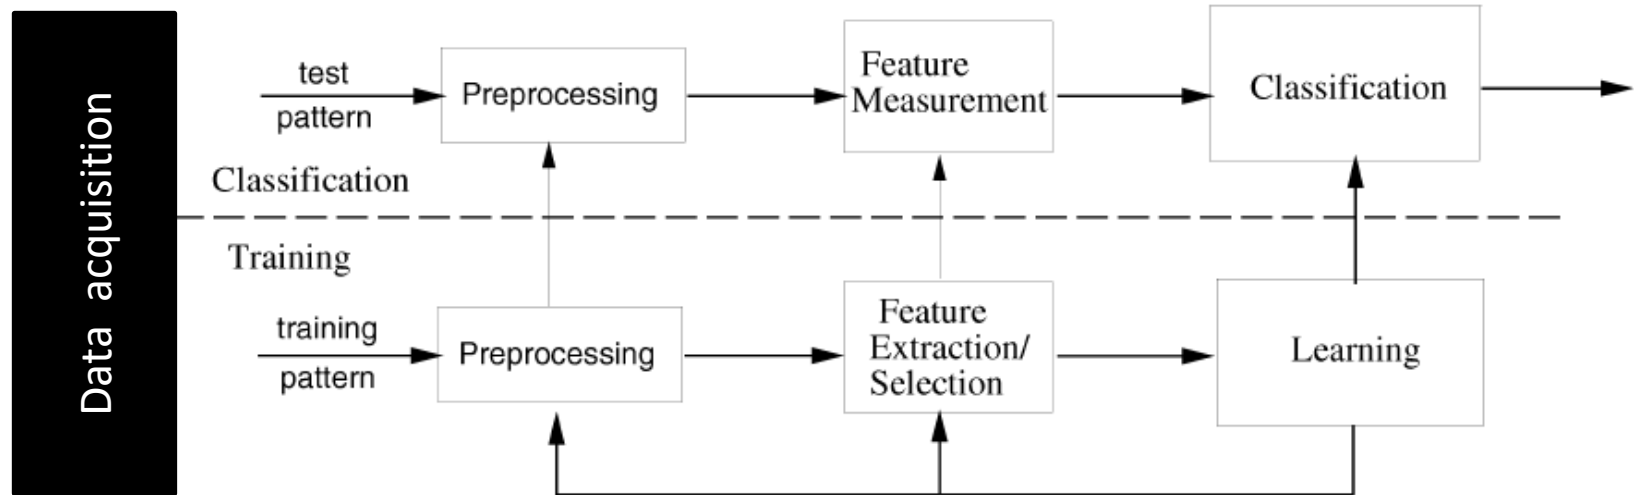 Data acquisition
test
pattern
Preprocessing
Feature
Measurement
Classification
Classification
Training
training
pattern
Preprocessing
Feature
Extraction/
Selection
Learning